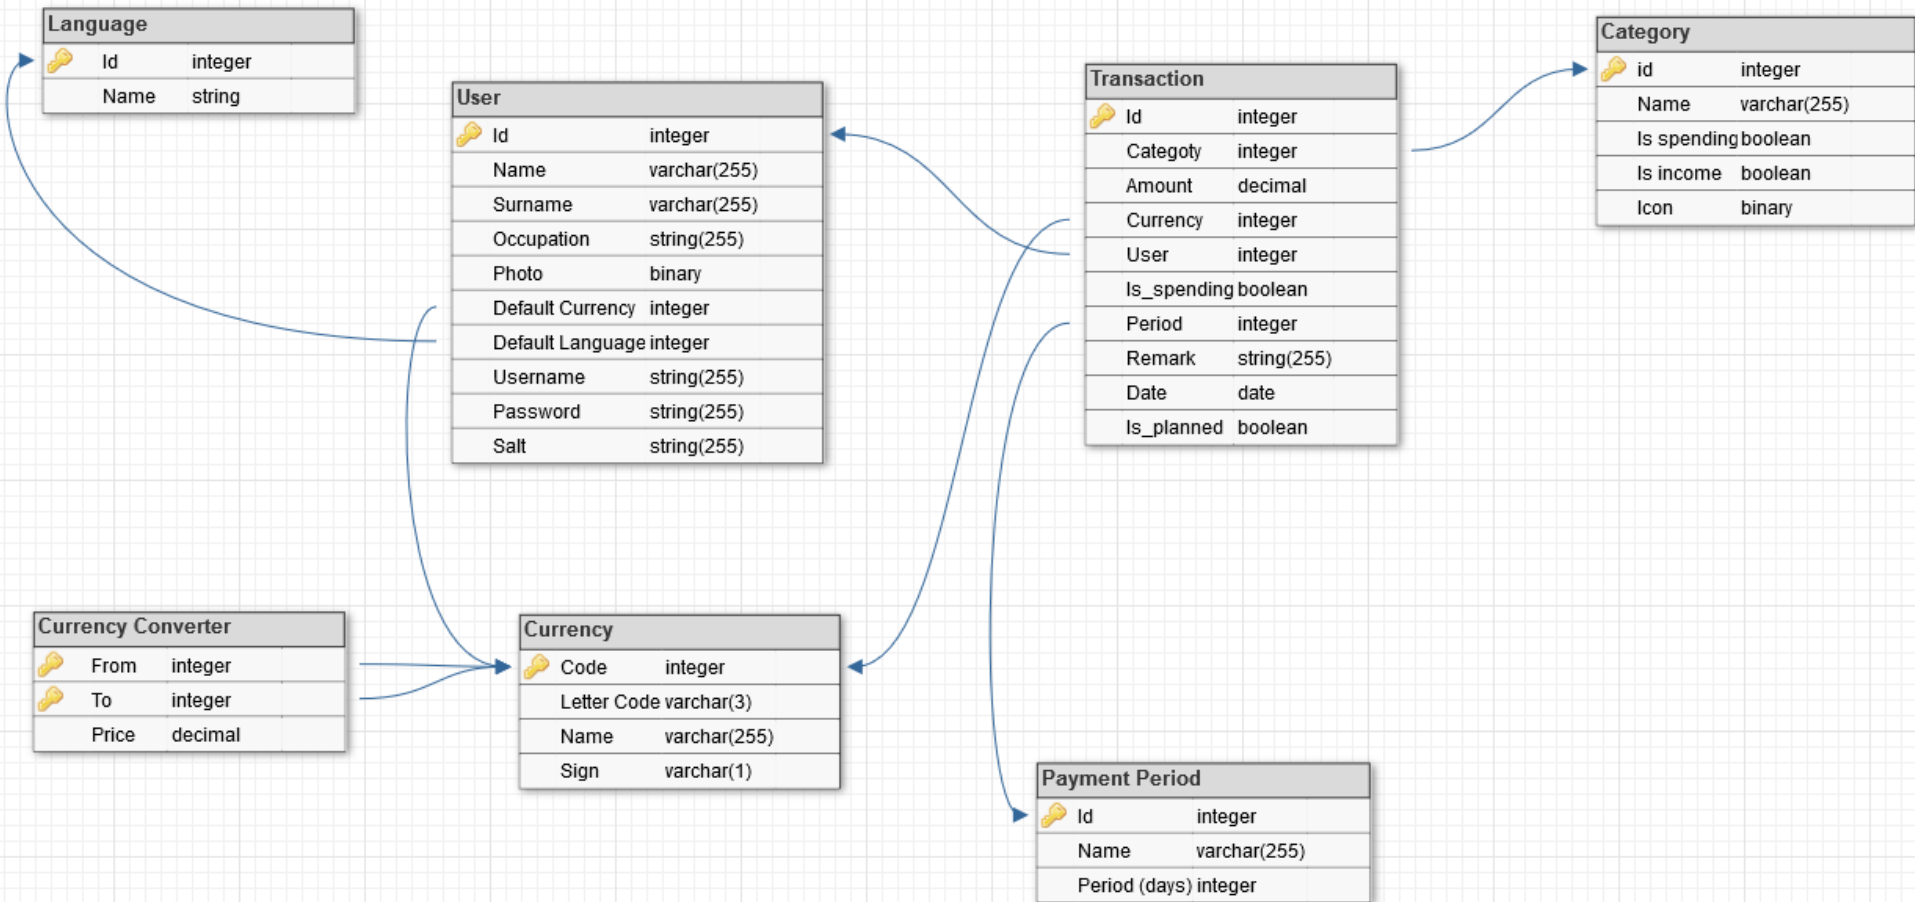 Language
Id integer
Name string
User
Id integer
Name varchar(255)
Surname varchar(255)
Occupation string(255)
Photo binary
Default Currency integer
Default Language integer
Username string(255)
Password string(255)
Salt string(255)
Transaction
Id integer
Categoty integer
Amount decimal
Currency integer
User integer
Is_spending boolean
Period integer
Remark string(255)
Date date
Is_planned boolean
Category
id integer
Name varchar(255)
Is spending boolean
Is income boolean
Icon binary
Currency Converter
From integer
To integer
Price decimal
Currency
Code integer
Letter Code varchar(3)
Name varchar(255)
Sign varchar(1)
Payment Period
Id integer
Name varchar(255)
Period (days) integer